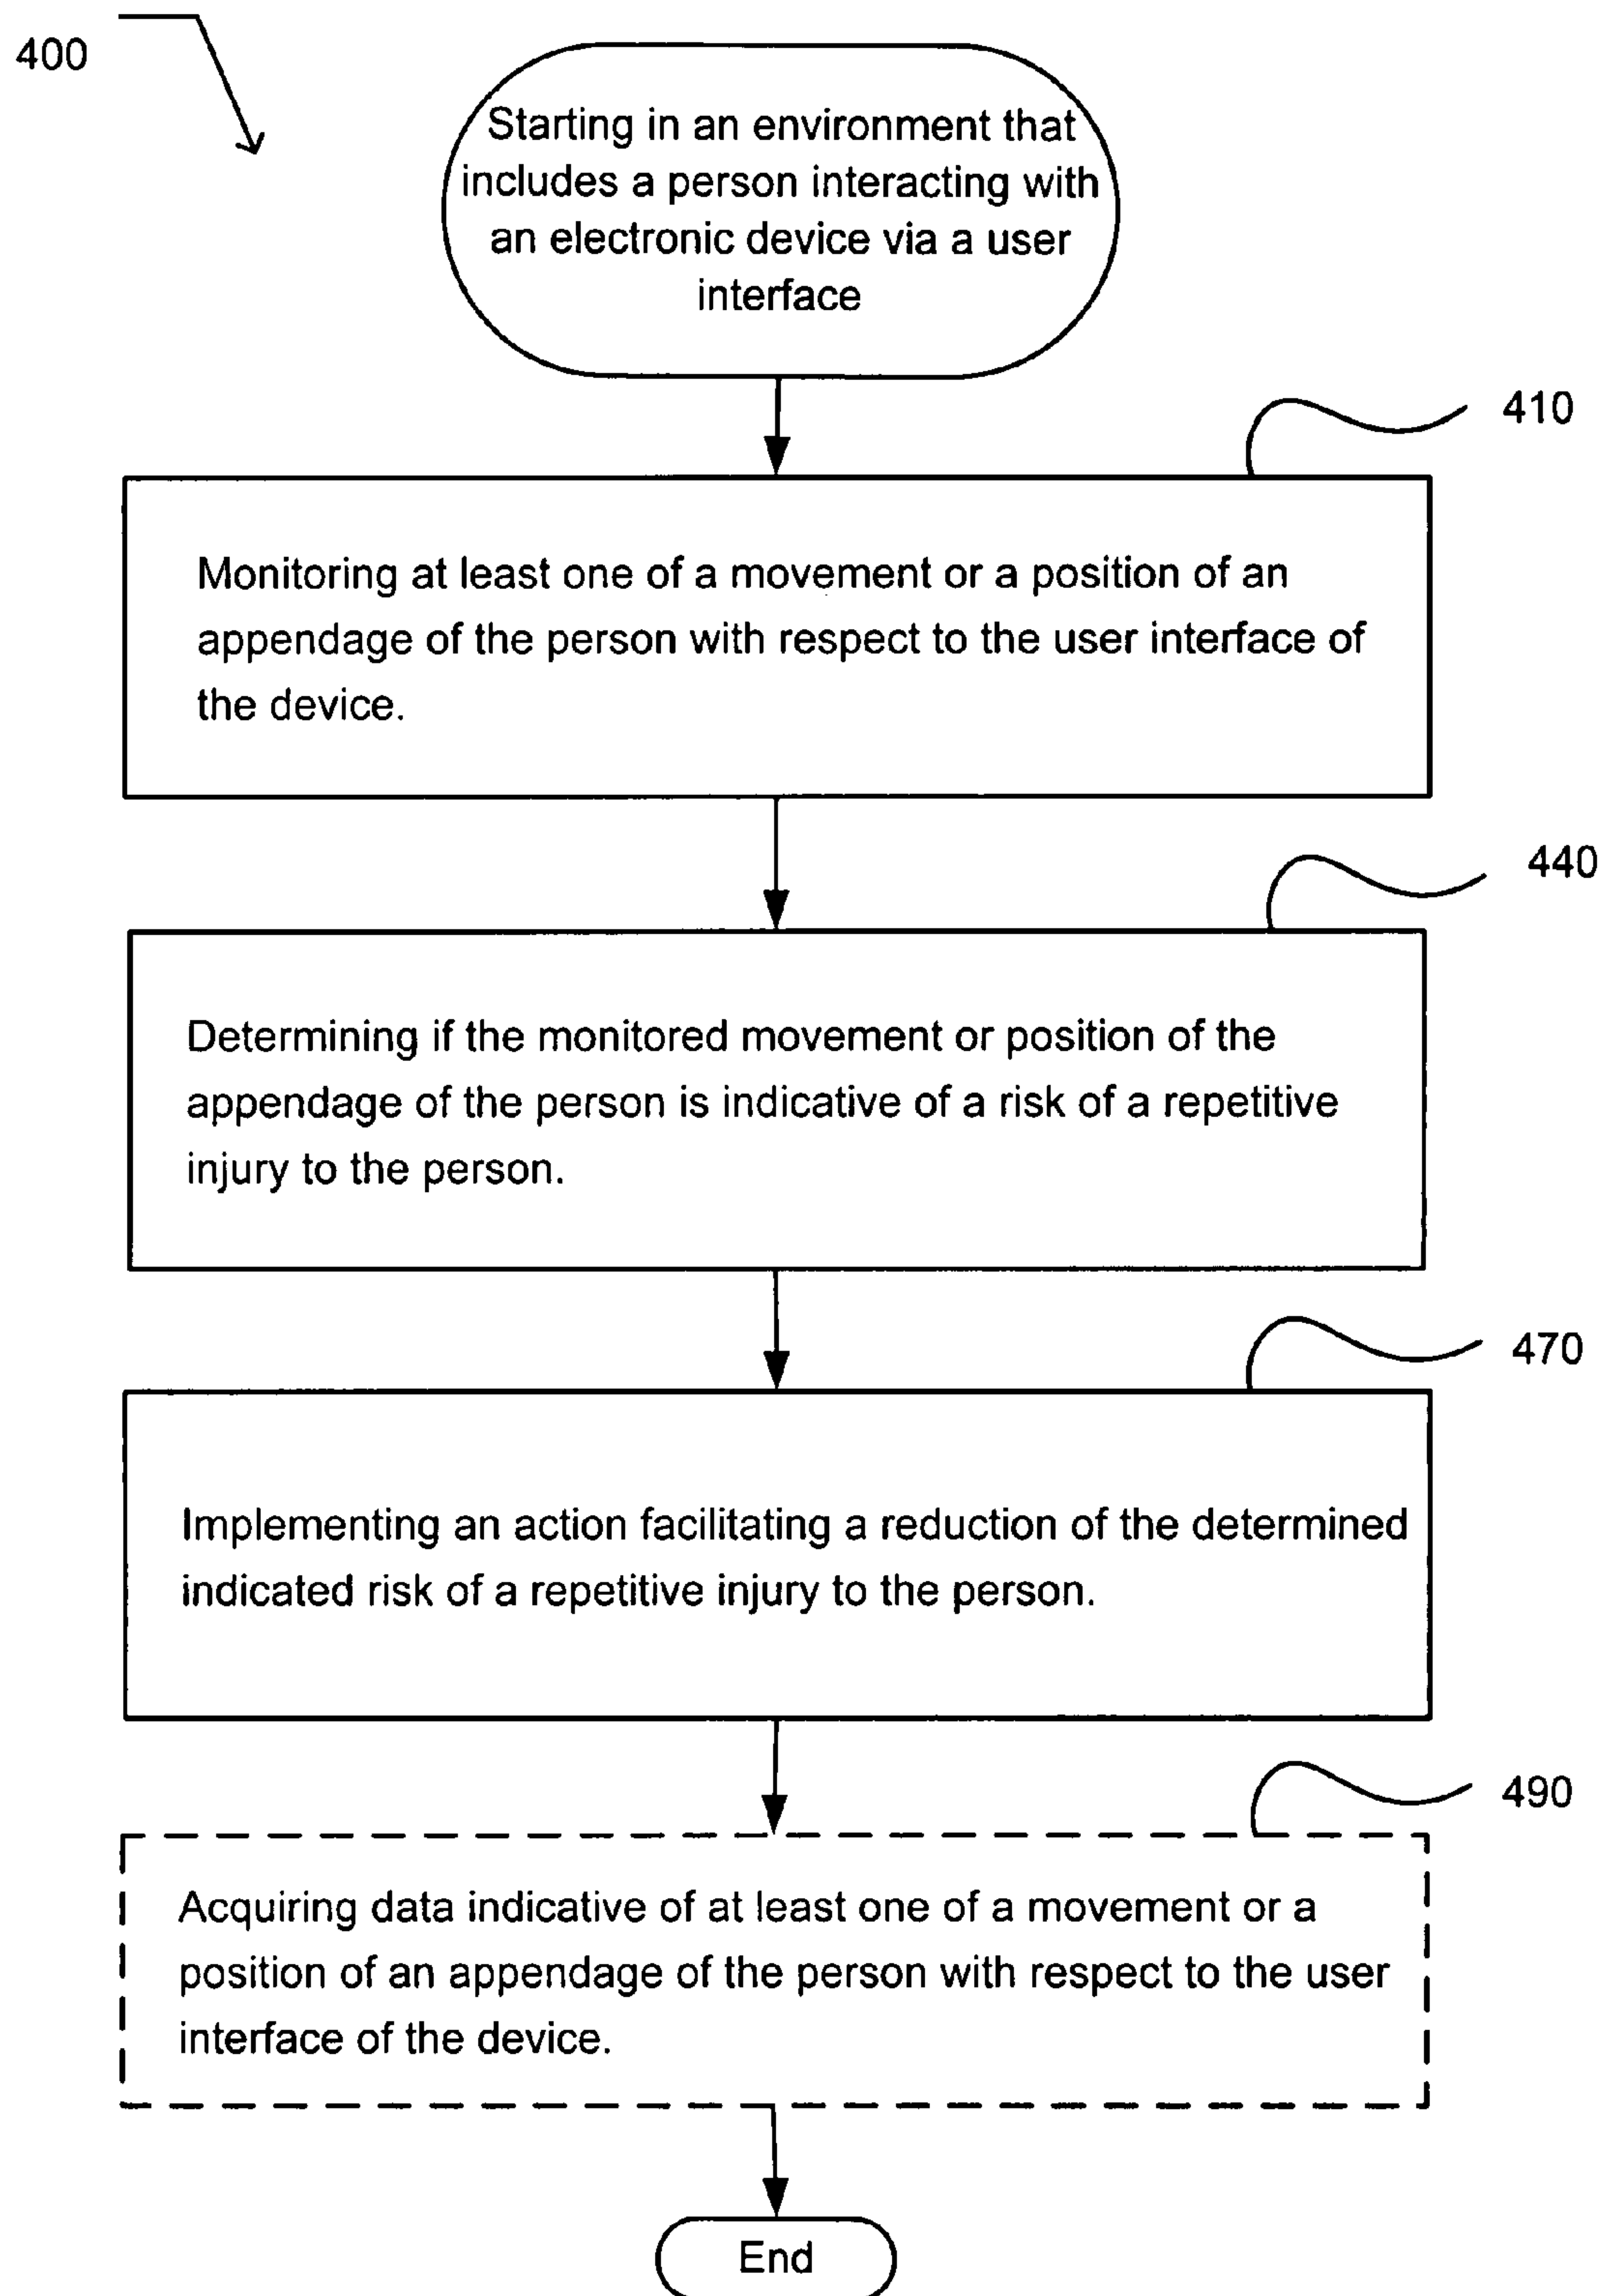 400
Starting in an environment that
includes a person interacting with
an electronic device via a user
interface
410
Monitoring at least one of a movement or a position of an
appendage of the person with respect to the user interface of
the device.
440
Determining if the monitored movement or position of the
appendage of the person is indicative of a risk of a repetitive
injury to the person.
470
Implementing an action facilitating a reduction of the determined
indicated risk of a repetitive injury to the person.
490
Acquiring data indicative of at least one of a movement or a
position of an appendage of the person with respect to the user
interface of the device.
End